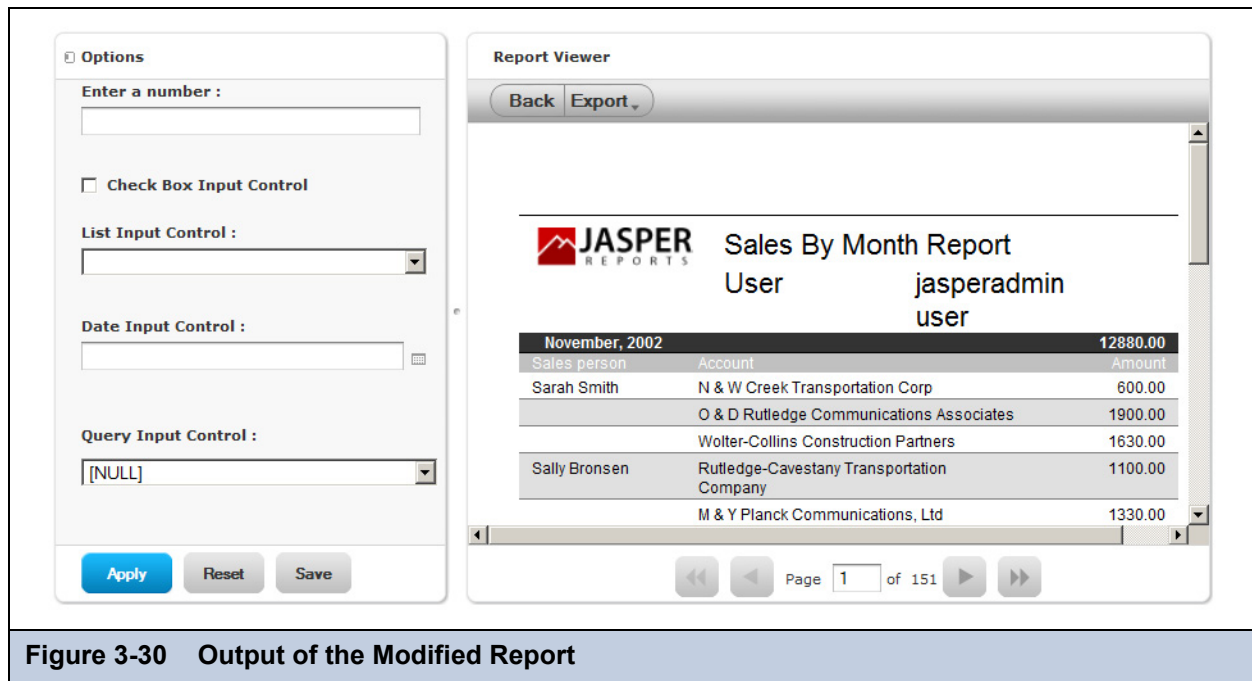 Options
Enter a number :
Check Box Input Control
List Input Control :
Date Input Control :
Query Input Control :
[NULL]
Apply Reset Save
Report Viewer
Back Export
JASPER
REPORTS
Sales By Month Report
User jasperadmin
user
November, 2002 12880.00
Sales person Account Amount
Sarah Smith N & W Creek Transportation Corp 600.00
O & D Rutledge Communications Associates 1900.00
Wolter-Collins Construction Partners 1630.00
Sally Bronsen Rutledge-Cavestany Transportation 1100.00
Company
M & Y Planck Communications, Ltd 1330.00
Page 1 of 151
Figure 3-30 Output of the Modified Report